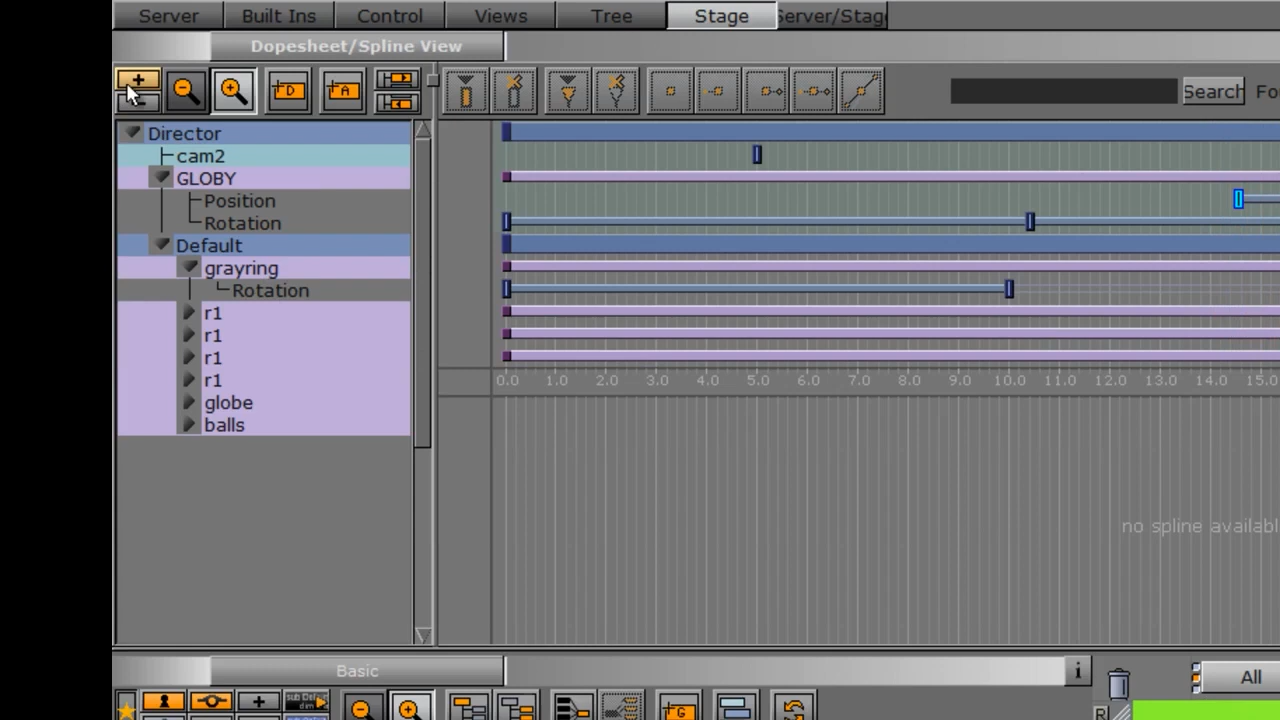 Server Built Ins Control Views Tree Stage Server/Stag
Dopesheet/Spline View
D A Search Fo
Director
cam2
GLOBY
Position
Rotation
Default
grayring
Rotation
r1
r1
r1
r1
globe
balls
0.0 1.0 2.0 3.0 4.0 5.0 6.0 7.0 8.0 9.0 10.0 11.0 12.0 13.0 14.0 15.0
no spline availabl
Basic i
All
G
R